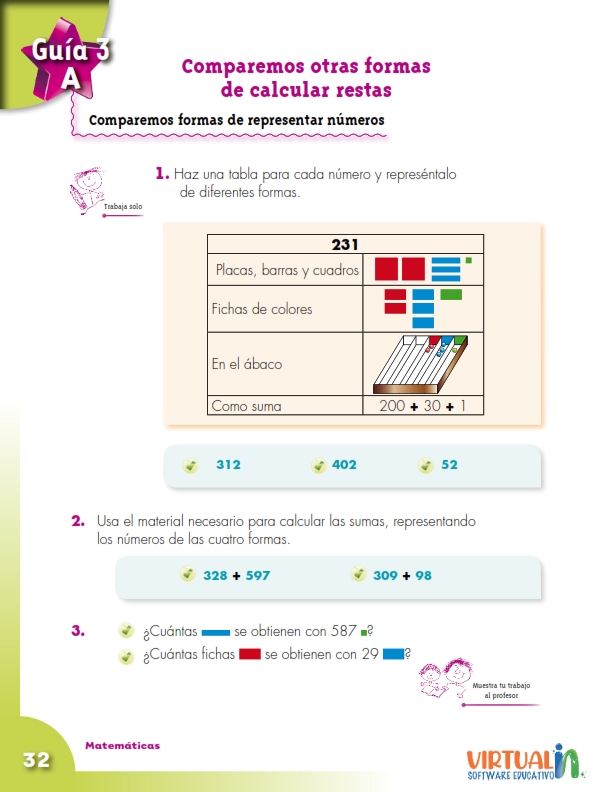 Guía 3
A
Comparemos otras formas
de calcular restas
Comparemos formas de representar números
Trabaja solo
1. Haz una tabla para cada número y represéntalo
de diferentes formas.
231
Placas, barras y cuadros
Fichas de colores
En el ábaco
Como suma 200 + 30 + 1
312 402 52
2. Usa el material necesario para calcular las sumas, representando
los números de las cuatro formas.
328 + 597 309 + 98
3. ¿Cuántas se obtienen con 587 ?
¿Cuántas fichas se obtienen con 29 ?
Muestra tu trabajo
al profesor
Matemáticas
32
VIRTUAL in
SOFTWARE EDUCATIVO